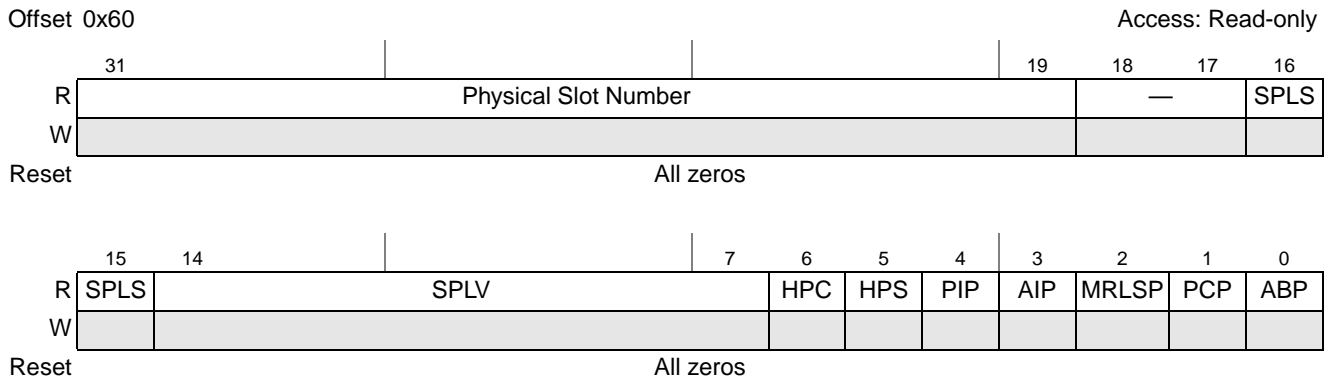 Offset 0x60 Access: Read-only
31 19 18 17 16
R Physical Slot Number — SPLS
W
Reset All zeros
15 14 7 6 5 4 3 2 1 0
R SPLS SPLV HPC HPS PIP AIP MRLSP PCP ABP
W
Reset All zeros